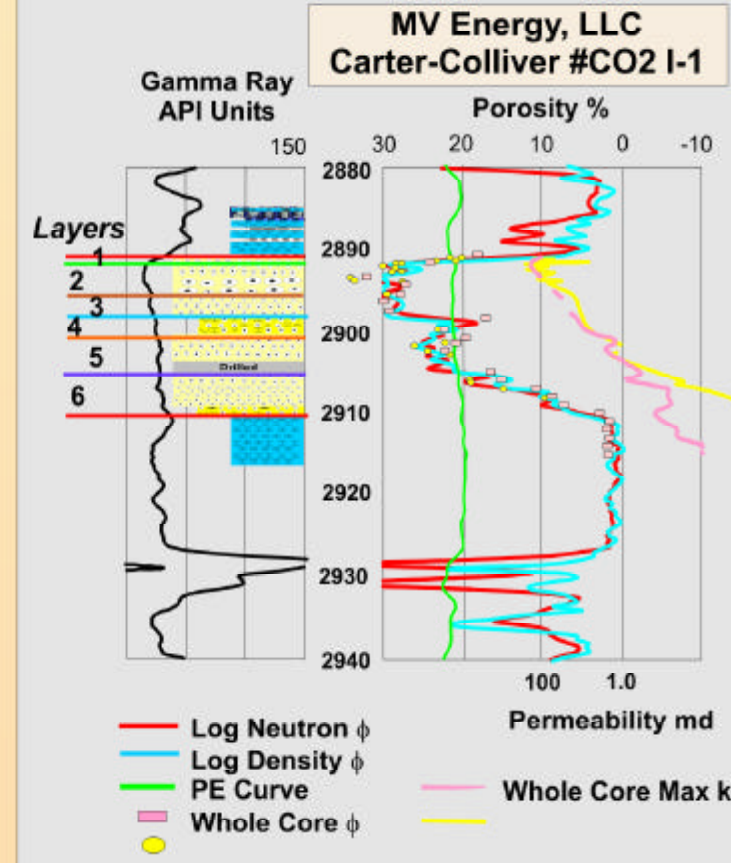 MV Energy, LLC
Carter-Colliver #CO2 I-1
Gamma Ray
API Units
Porosity %
150
30 20 10 0 -10
2880
Layers
2890
1
2
3
2900
4
5
Drilled
6
2910
2920
2930
2940
100 1.0
Permeability md
Log Neutron ϕ
Log Density ϕ
PE Curve
Whole Core Max k
Whole Core ϕ